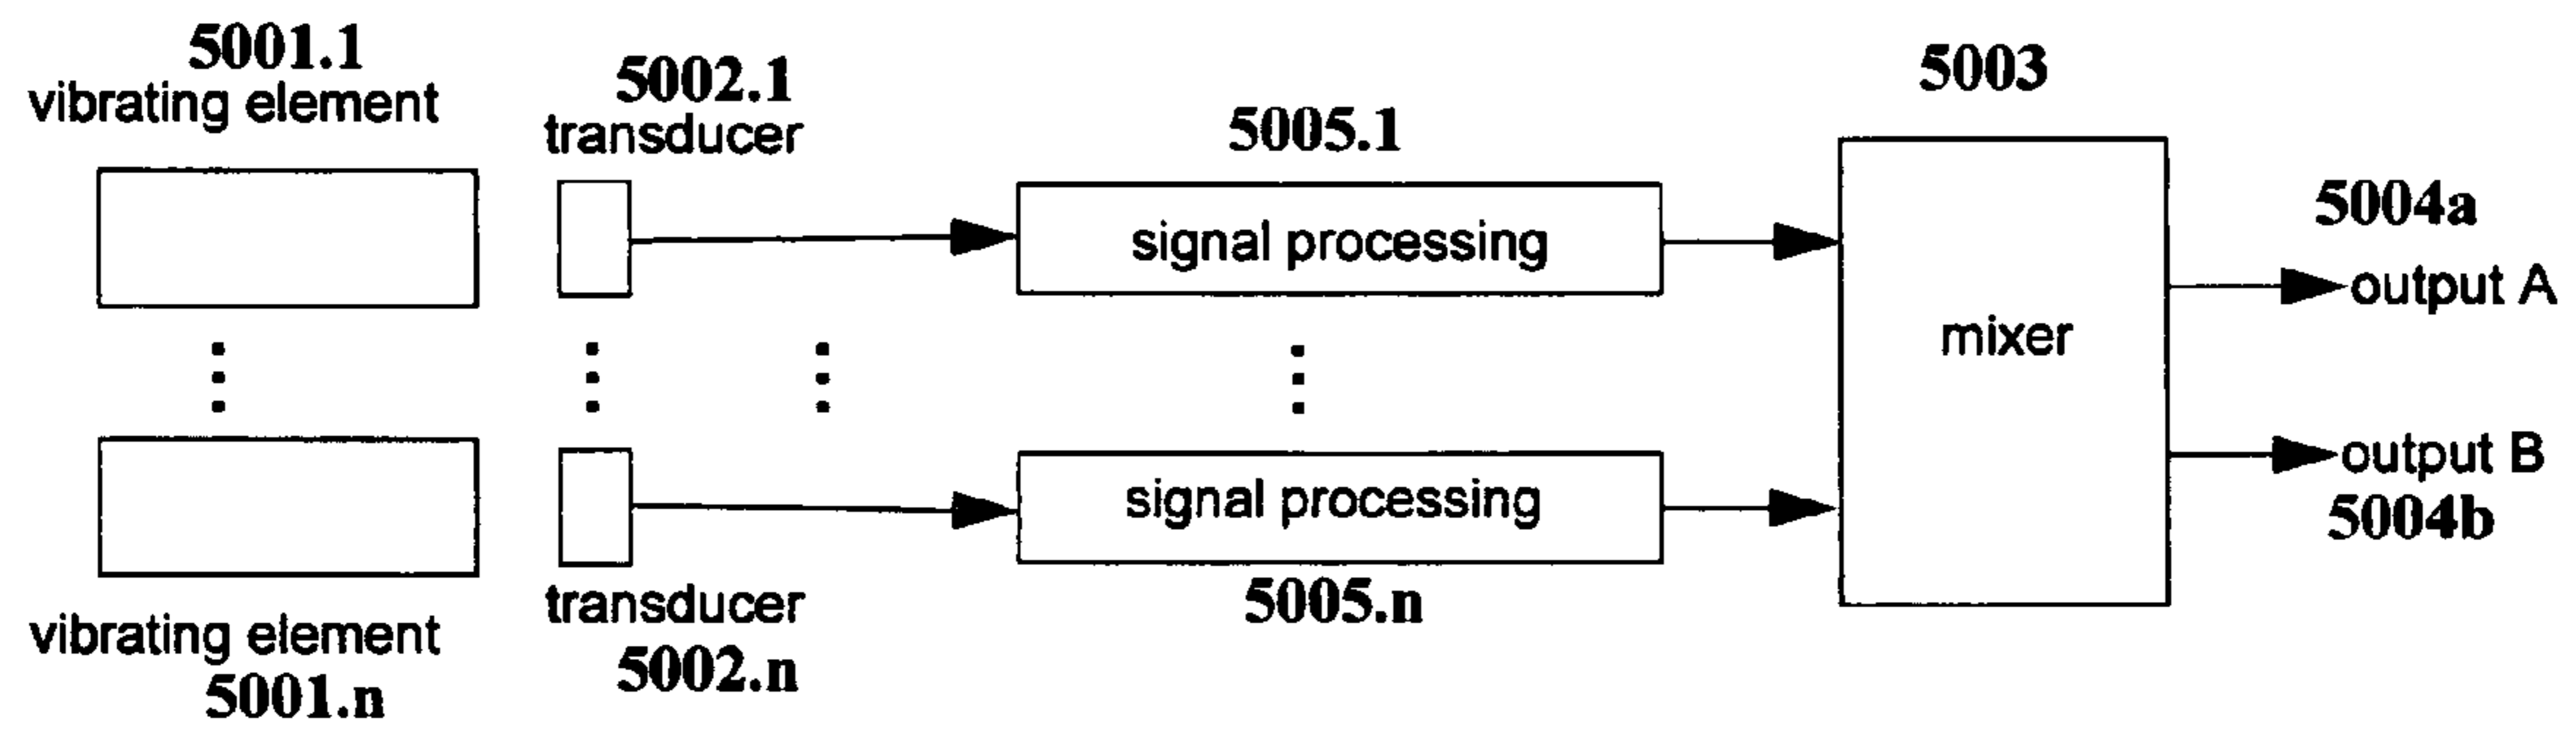 5001.1
vibrating element
5002.1
transducer
5005.1
signal processing
5003
mixer
5004a
output A
output B
5004b
signal processing
5005.n
transducer
5002.n
vibrating element
5001.n